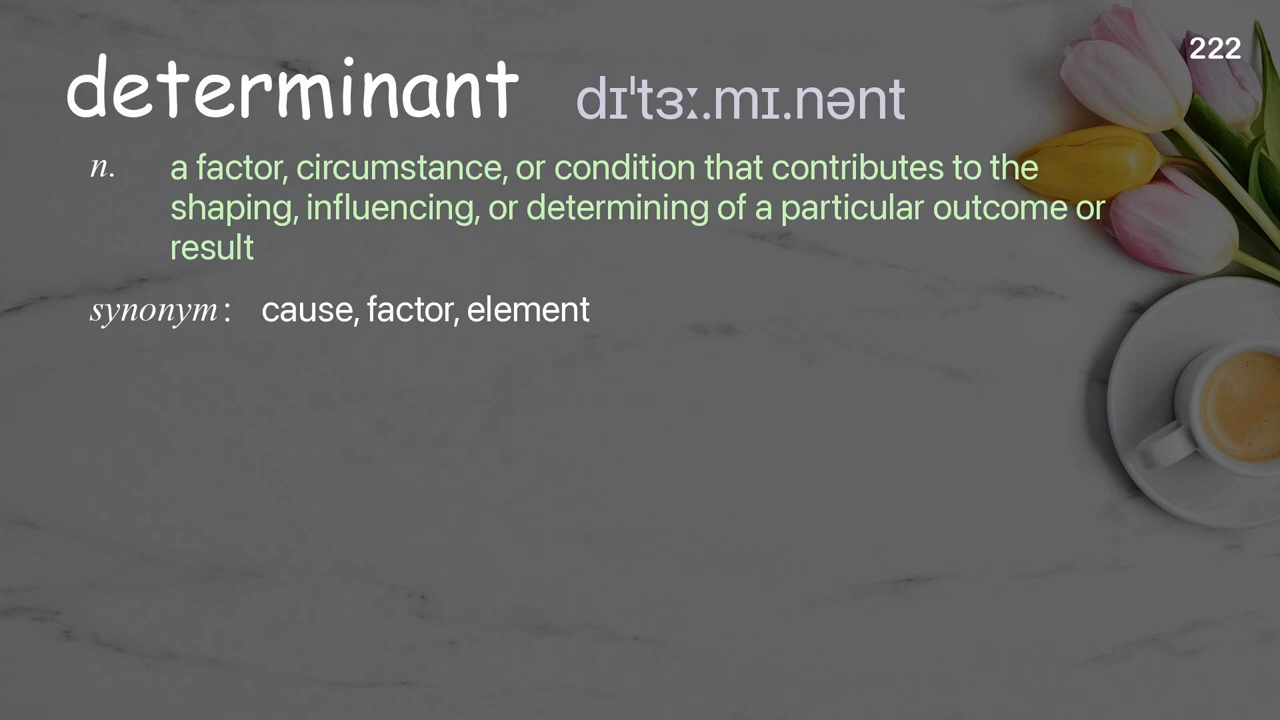 222
determinant dɪˈtɜː.mɪ.nənt
n. a factor, circumstance, or condition that contributes to the
shaping, influencing, or determining of a particular outcome or
result
synonym: cause, factor, element